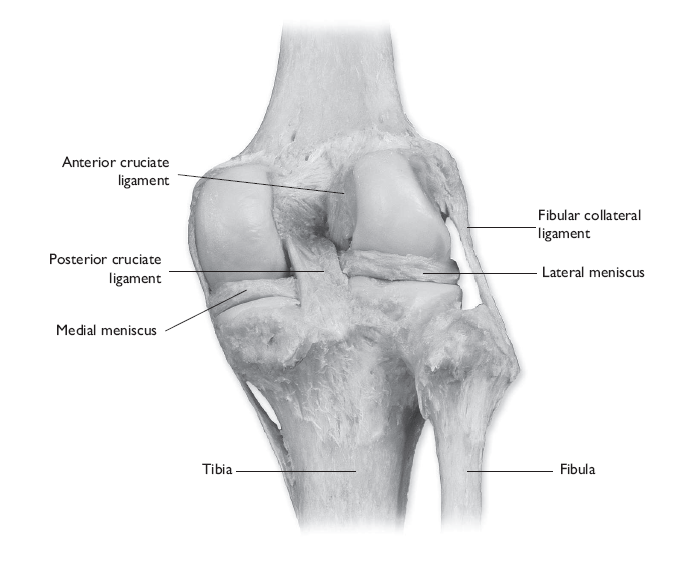 Anterior cruciate
ligament
Fibular collateral
ligament
Posterior cruciate
ligament
Lateral meniscus
Medial meniscus
Tibia
Fibula